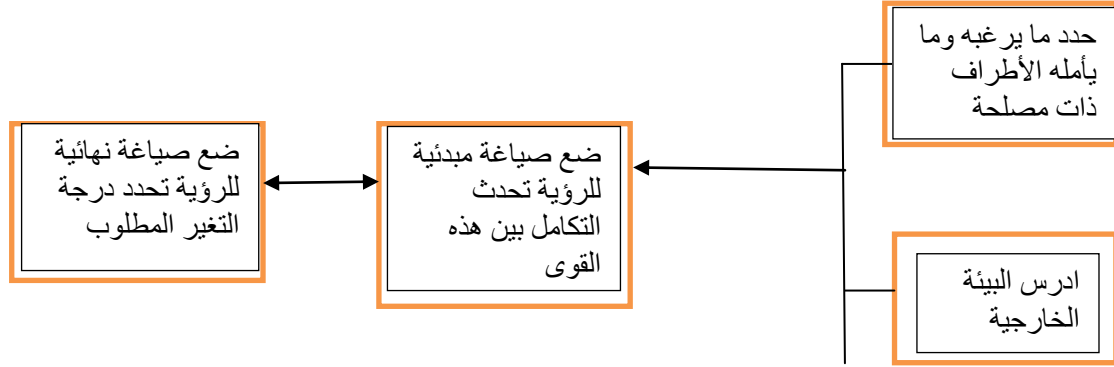 حدد ما يرغبه وما
يأمله الأطراف
ذات مصلحة
ضع صياغة مبدئية
للرؤية تحدث
التكامل بين هذه
القوى
ضع صياغة نهائية
للرؤية تحدد درجة
التغير المطلوب
ادرس البيئة
الخارجية